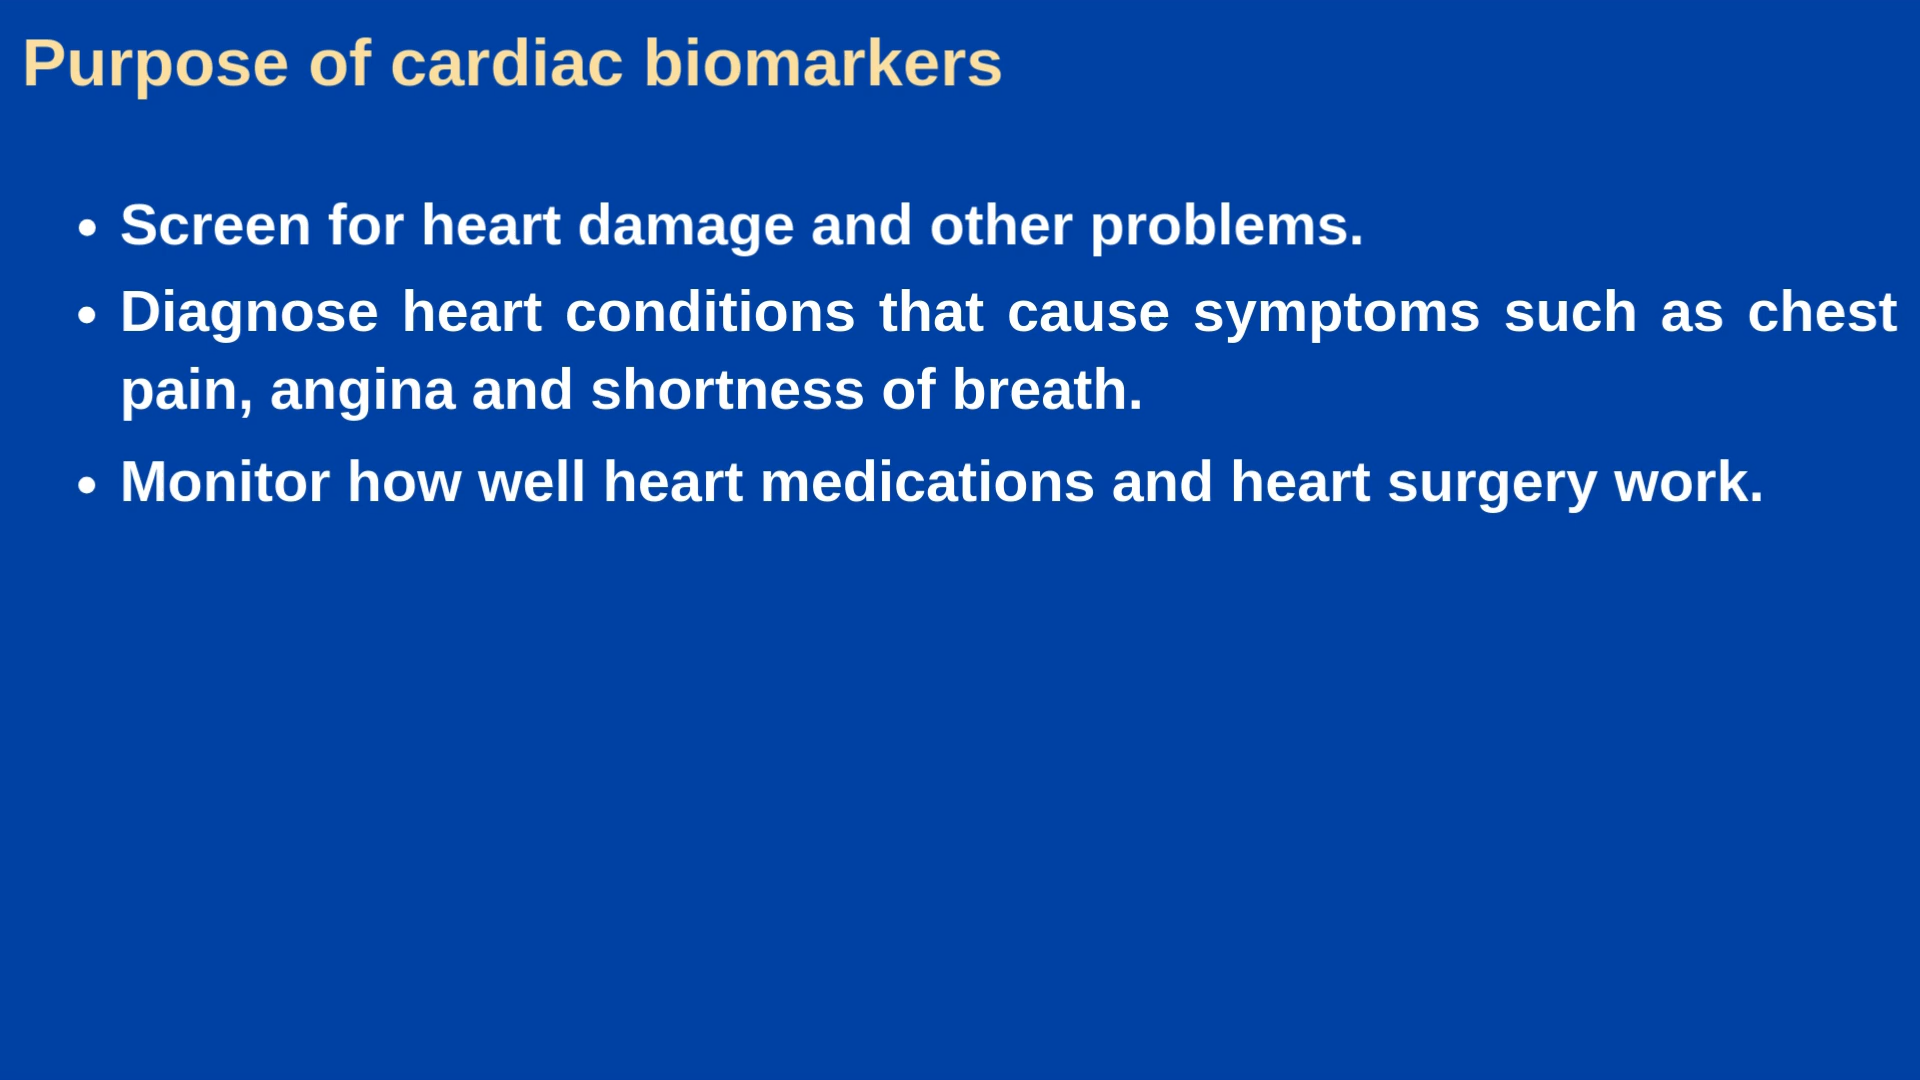 Purpose of cardiac biomarkers
• Screen for heart damage and other problems.
• Diagnose heart conditions that cause symptoms such as chest
pain, angina and shortness of breath.
• Monitor how well heart medications and heart surgery work.